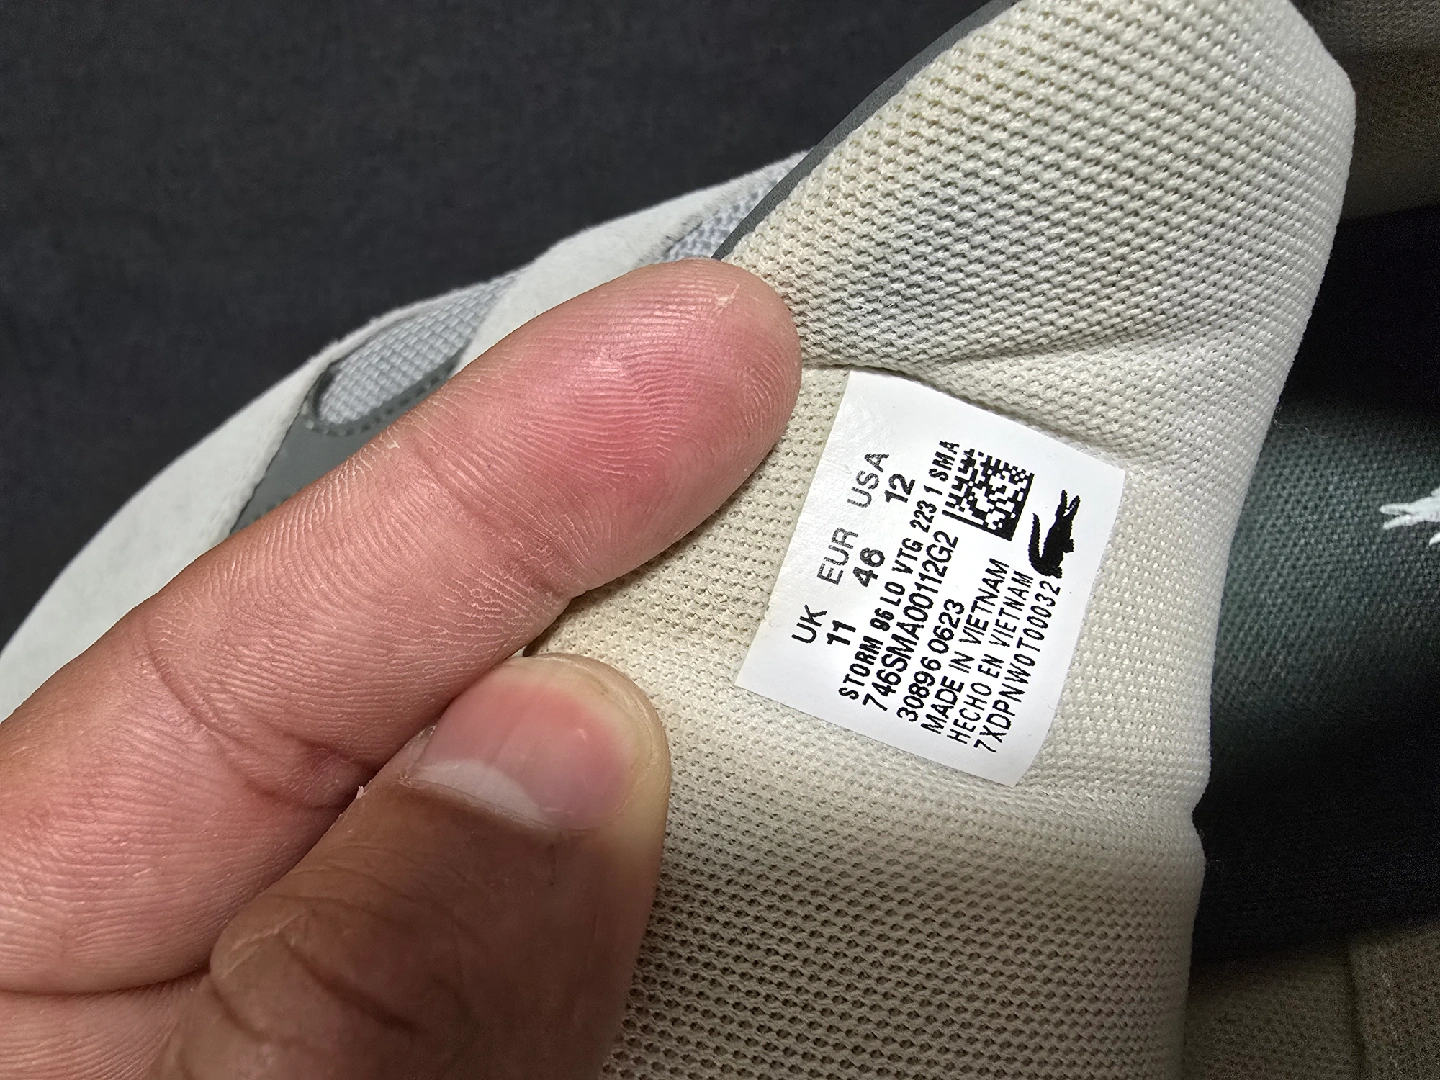 UK EUR USA
11 46 12
STORM 96 LO VTG 223 1 SMA
746SMA00112G2
30896 0623
MADE IN VIETNAM
HECHO EN VIETNAM
7XDPNW0T00032